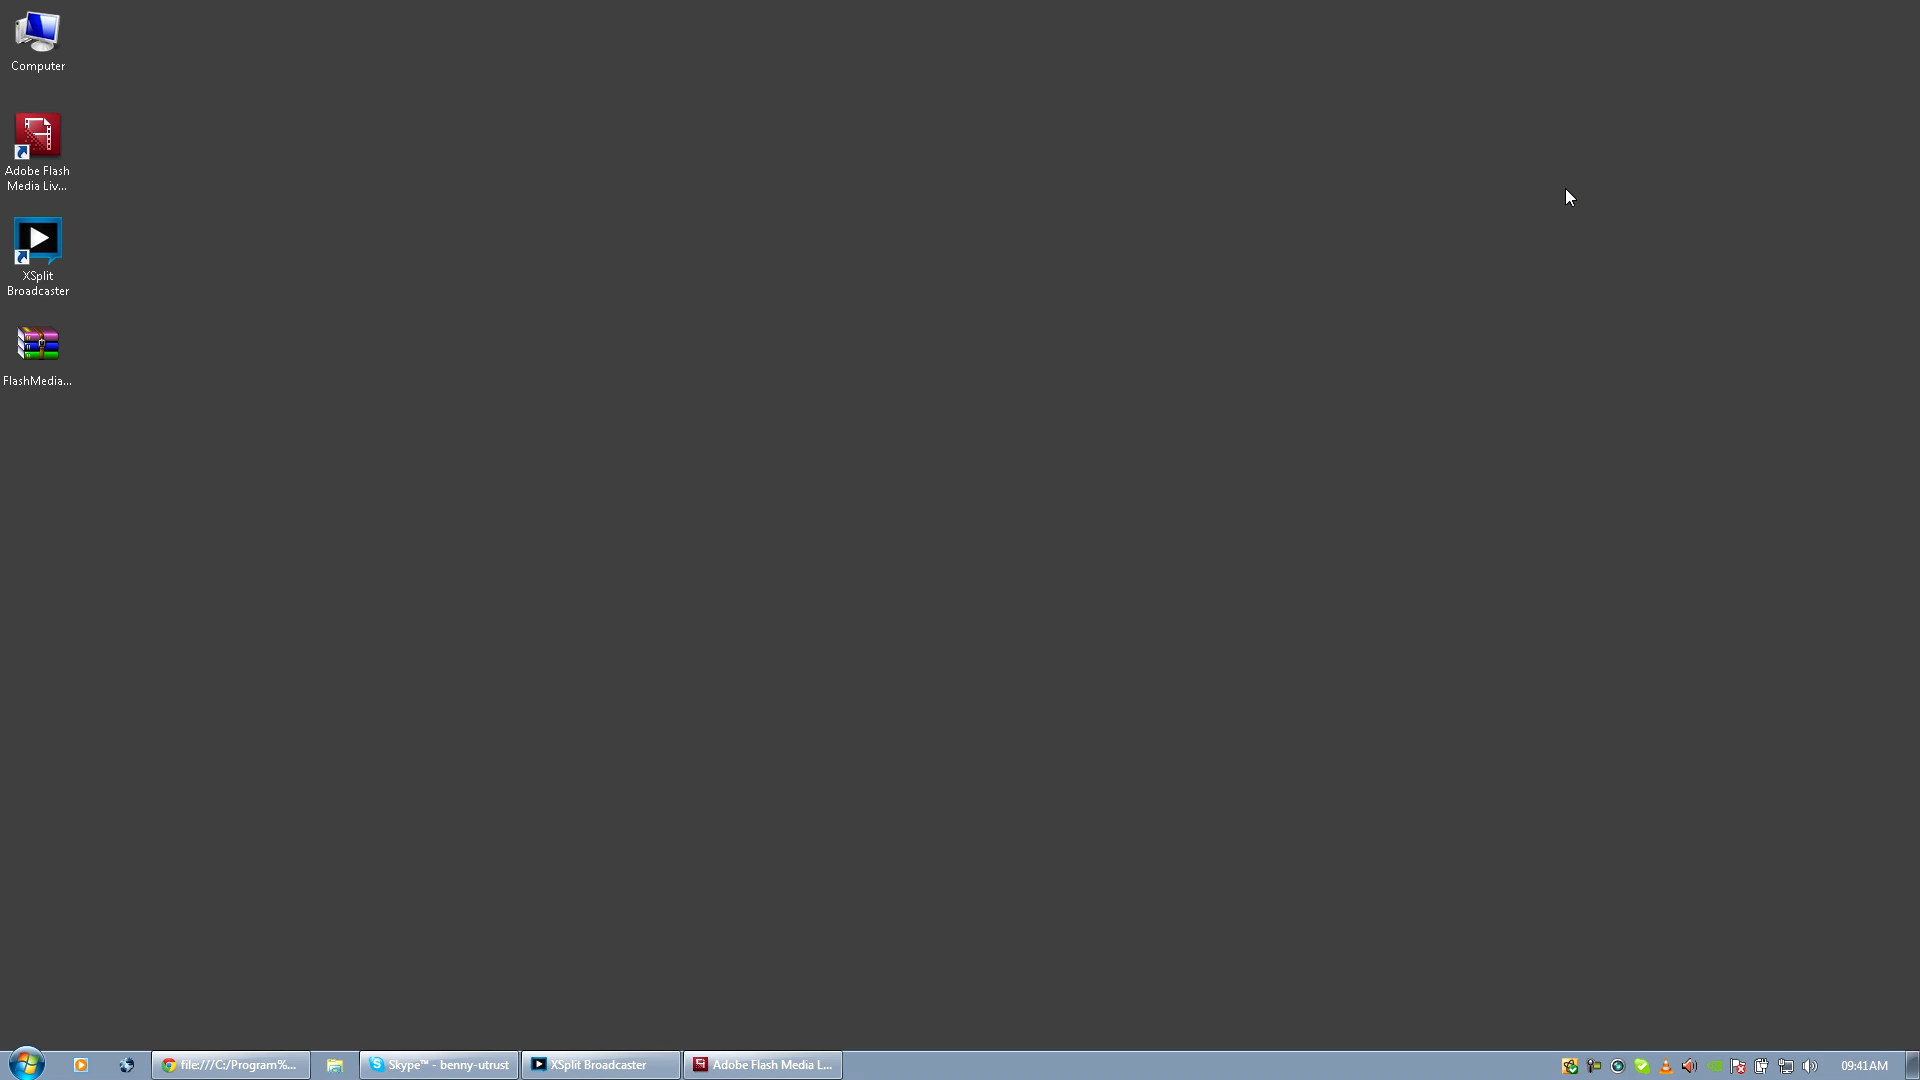 Computer
Adobe Flash
Media Liv...
XSplit
Broadcaster
FlashMedia...
file:///C:/Program%...
Skype™ - benny-utrust
XSplit Broadcaster
Adobe Flash Media L...
09:41AM